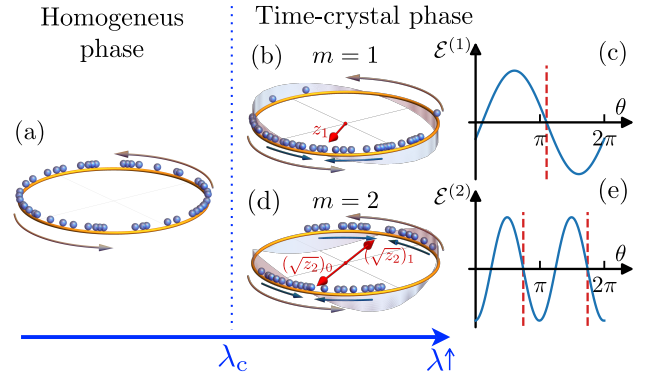 Homogeneus
phase
Time-crystal phase
(a)
(b) m = 1
z₁
(c)
ℰ⁽¹⁾
θ
π 2π
(d) m = 2
(√z₂)₀ (√z₂)₁
(e)
ℰ⁽²⁾
θ
π 2π
λc
λ↑